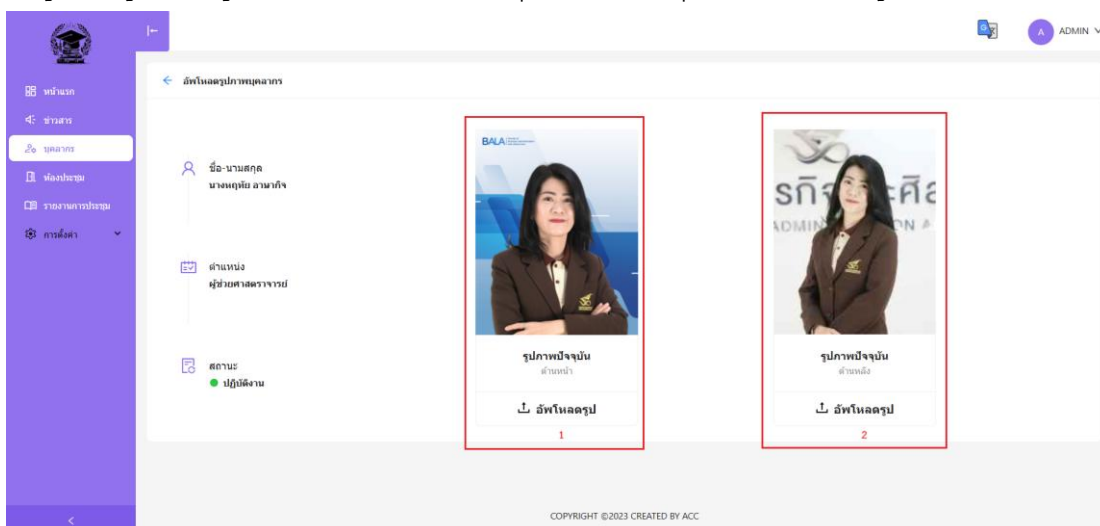 A
ADMIN
หน้าแรก
ข่าวสาร
บุคลากร
ห้องประชุม
รายงานการประชุม
การตั้งค่า
อัพโหลดรูปภาพบุคลากร
ชื่อ-นามสกุล
นางหฤทัย อาษากิจ
ตำแหน่ง
ผู้ช่วยศาสตราจารย์
สถานะ
ปฏิบัติงาน
BALA
รูปภาพปัจจุบัน
ด้านหน้า
อัพโหลดรูป
1
รูปภาพปัจจุบัน
ด้านหลัง
อัพโหลดรูป
2
COPYRIGHT ©2023 CREATED BY ACC